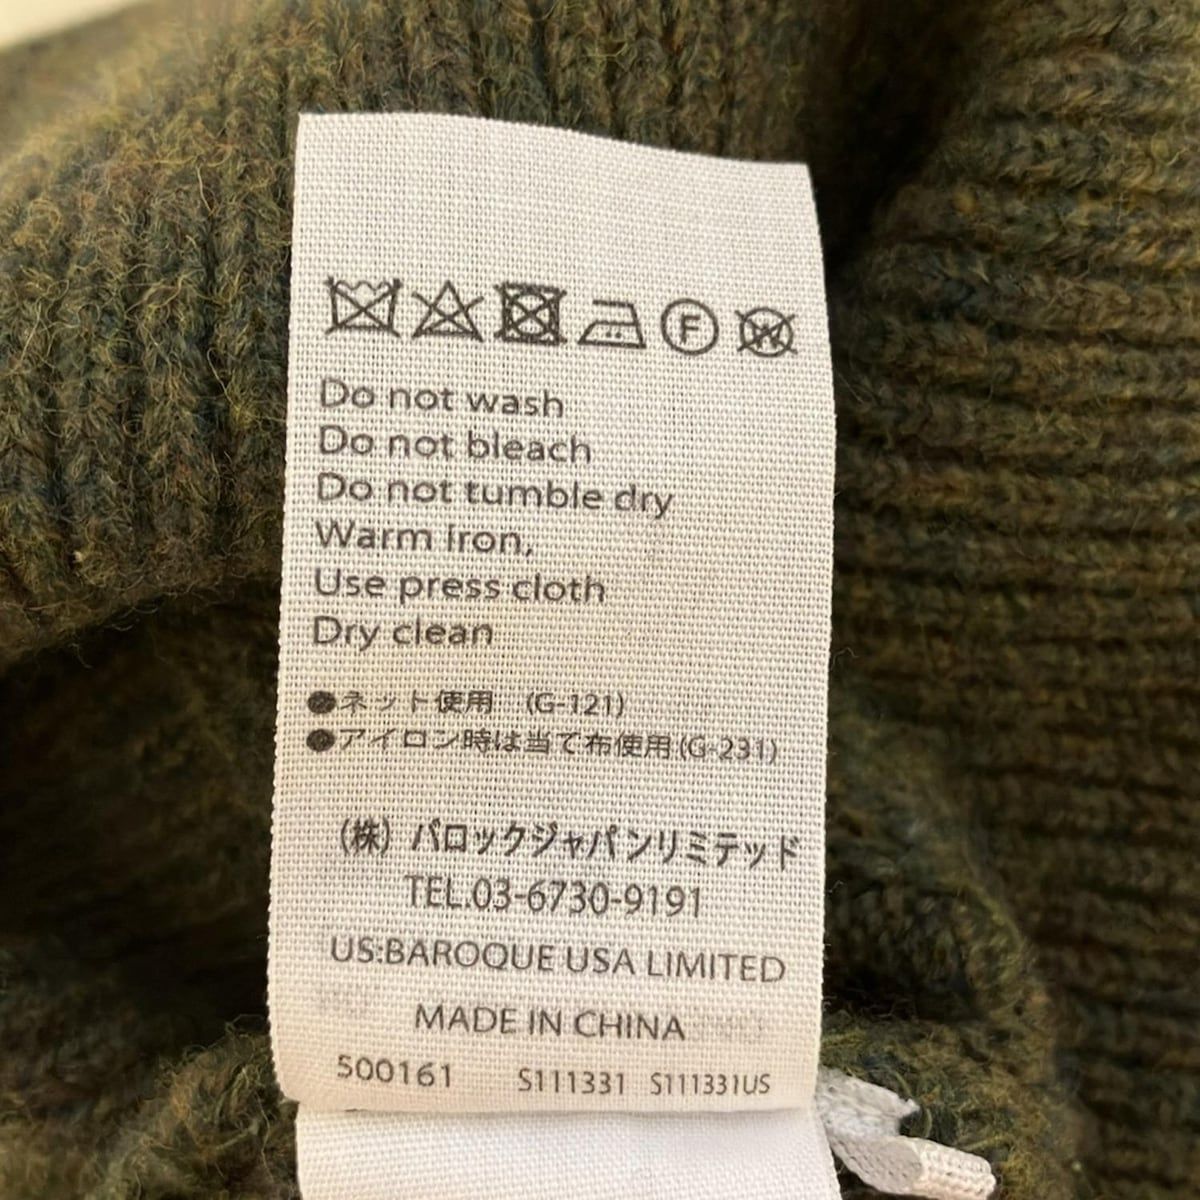 F W
Do not wash
Do not bleach
Do not tumble dry
Warm iron,
Use press cloth
Dry clean
●ネット使用 (G-121)
●アイロン時は当て布使用(G-231)
(株) バロックジャパンリミテッド
TEL.03-6730-9191
US:BAROQUE USA LIMITED
MADE IN CHINA
500161 S111331 S111331US